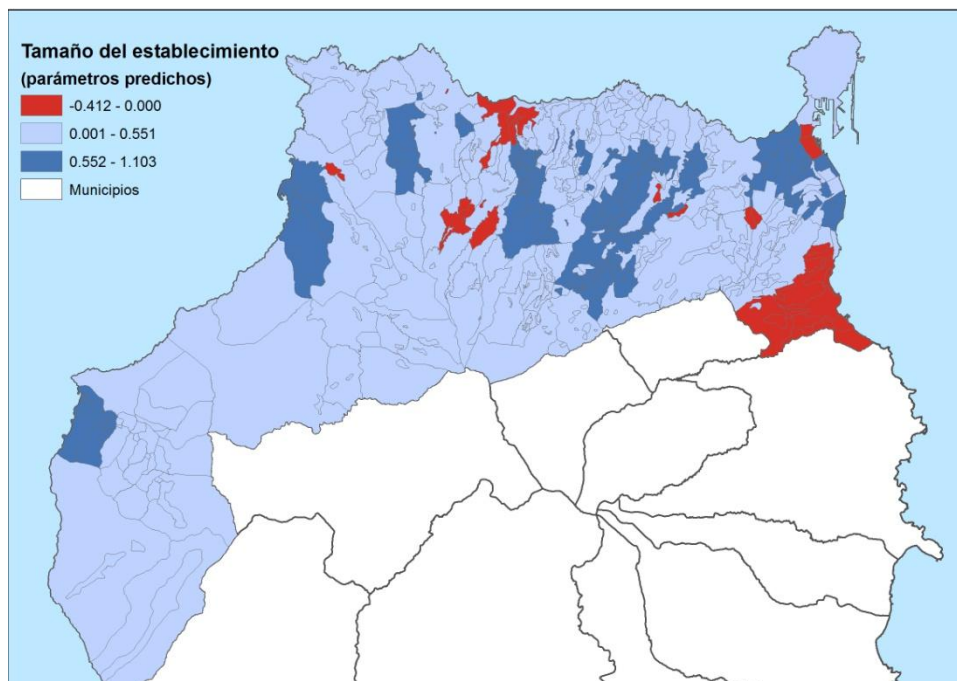 Tamaño del establecimiento
(parámetros predichos)
-0.412 - 0.000
0.001 - 0.551
0.552 - 1.103
Municipios